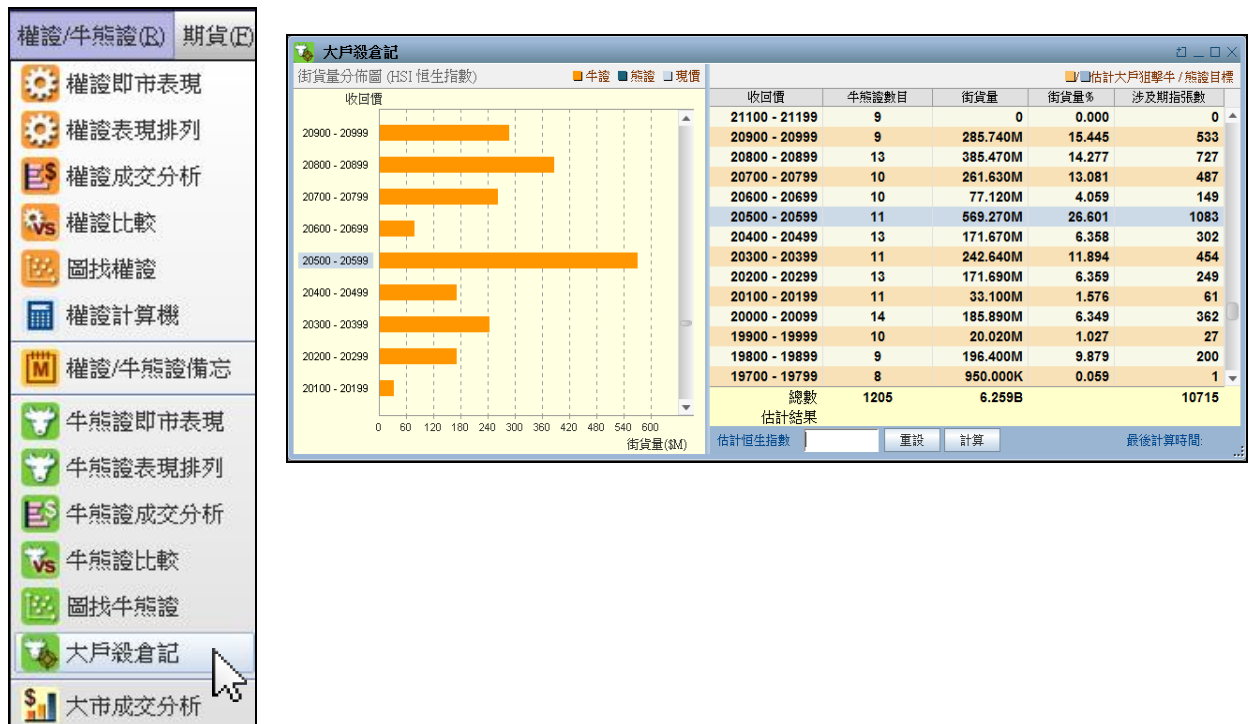 權證/牛熊證(R) 期貨(F)
權證即市表現
權證表現排列
權證成交分析
權證比較
圖找權證
權證計算機
權證/牛熊證備忘
牛熊證即市表現
牛熊證表現排列
牛熊證成交分析
牛熊證比較
圖找牛熊證
大戶殺倉記
大市成交分析
大戶殺倉記
街貨量分佈圖 (HSI 恒生指數) 牛證 熊證 現價
收回價
20900 - 20999
20800 - 20899
20700 - 20799
20600 - 20699
20500 - 20599
20400 - 20499
20300 - 20399
20200 - 20299
20100 - 20199
0 60 120 180 240 300 360 420 480 540 600
街貨量($M)
/估計大戶狙擊牛/熊證目標
收回價 牛熊證數目 街貨量 街貨量% 涉及期指張數
21100 - 21199 9 0 0.000 0
20900 - 20999 9 285.740M 15.445 533
20800 - 20899 13 385.470M 14.277 727
20700 - 20799 10 261.630M 13.081 487
20600 - 20699 10 77.120M 4.059 149
20500 - 20599 11 569.270M 26.601 1083
20400 - 20499 13 171.670M 6.358 302
20300 - 20399 11 242.640M 11.894 454
20200 - 20299 13 171.690M 6.359 249
20100 - 20199 11 33.100M 1.576 61
20000 - 20099 14 185.890M 6.349 362
19900 - 19999 10 20.020M 1.027 27
19800 - 19899 9 196.400M 9.879 200
19700 - 19799 8 950.000K 0.059 1
總數 1205 6.259B 10715
估計結果
估計恒生指數 重設 計算 最後計算時間: